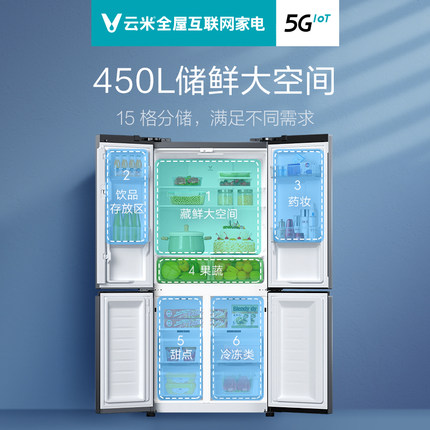 云米全屋互联网家电 5G IoT
450L储鲜大空间
15 格分储，满足不同需求
2
饮品
存放区
1
藏鲜大空间
3
药妆
4 果蔬
5
甜点
6
冷冻类